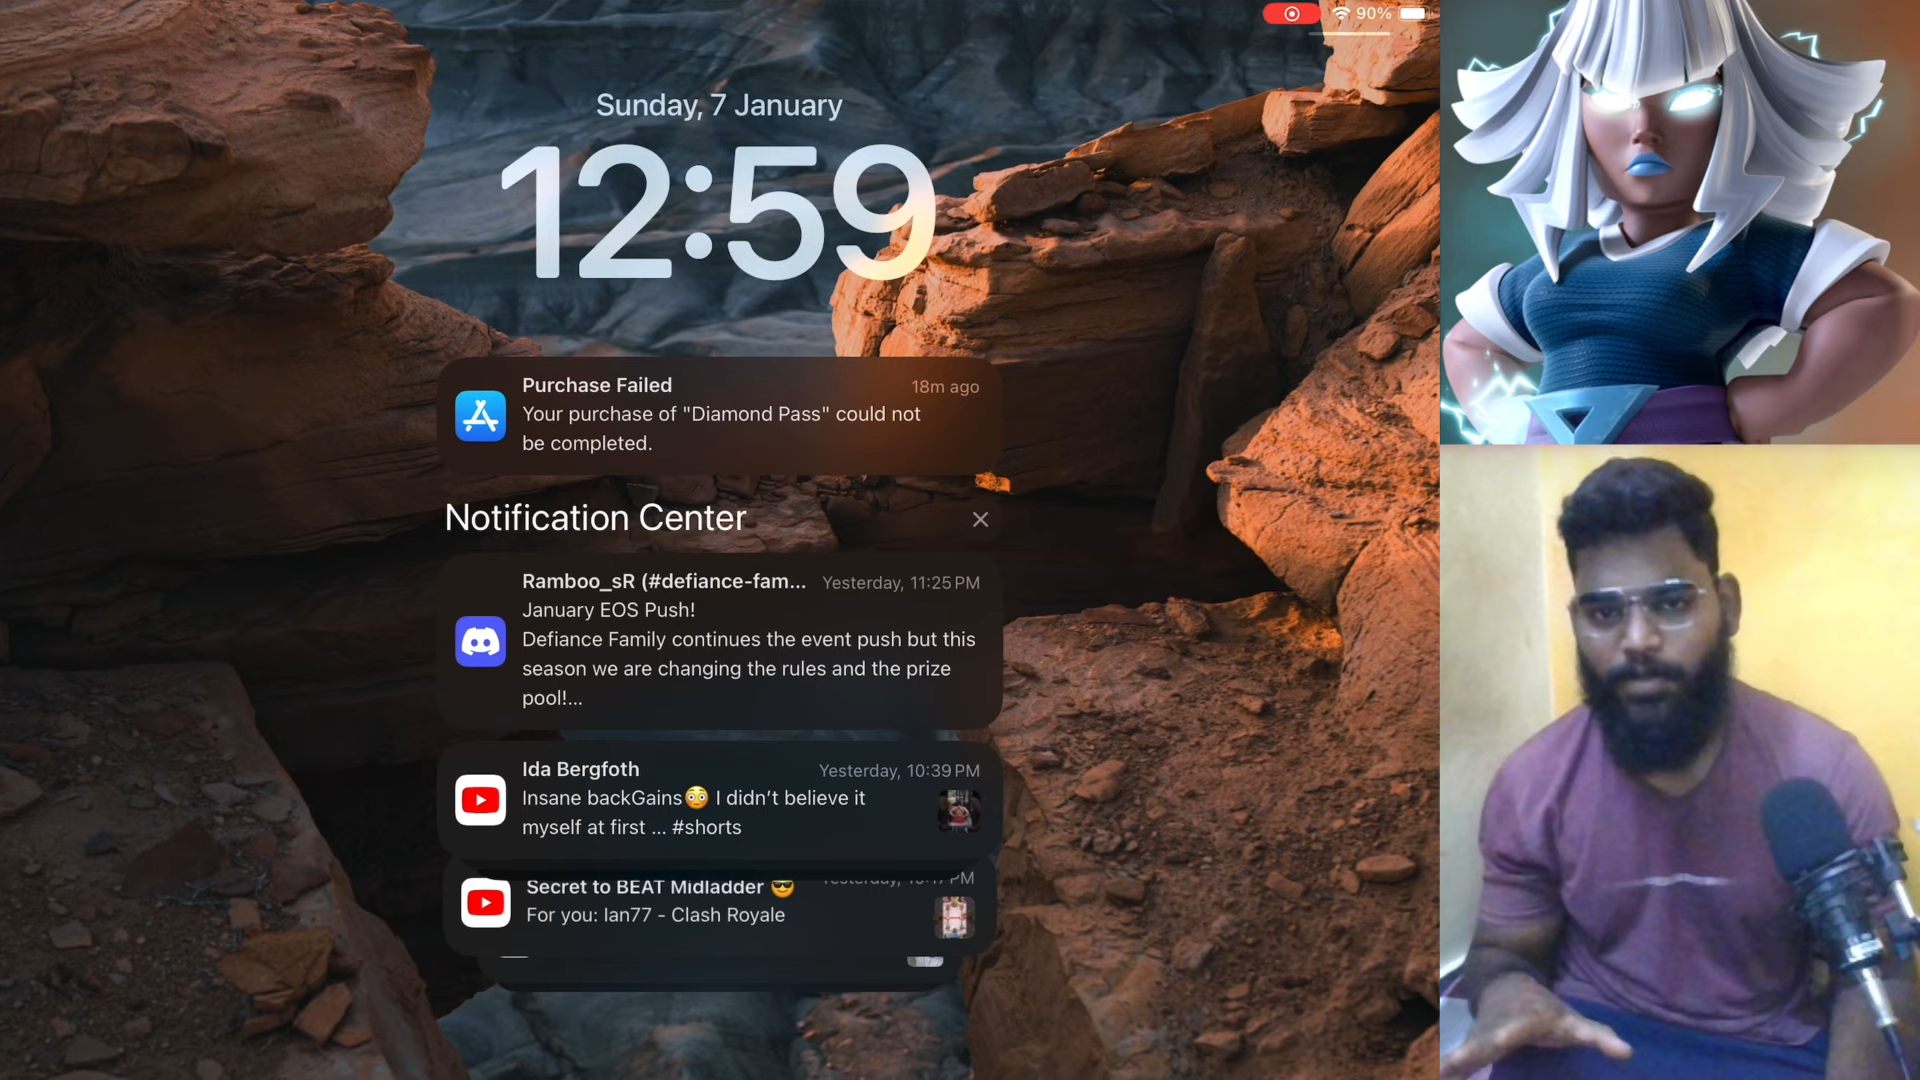 90%
Sunday, 7 January
12:59
Purchase Failed 18m ago
Your purchase of "Diamond Pass" could not
be completed.
Notification Center
Ramboo_sR (#defiance-fam... Yesterday, 11:25 PM
January EOS Push!
Defiance Family continues the event push but this
season we are changing the rules and the prize
pool!...
Ida Bergfoth Yesterday, 10:39 PM
Insane backGains😳 I didn’t believe it
myself at first ... #shorts
Secret to BEAT Midladder 😎
For you: Ian77 - Clash Royale